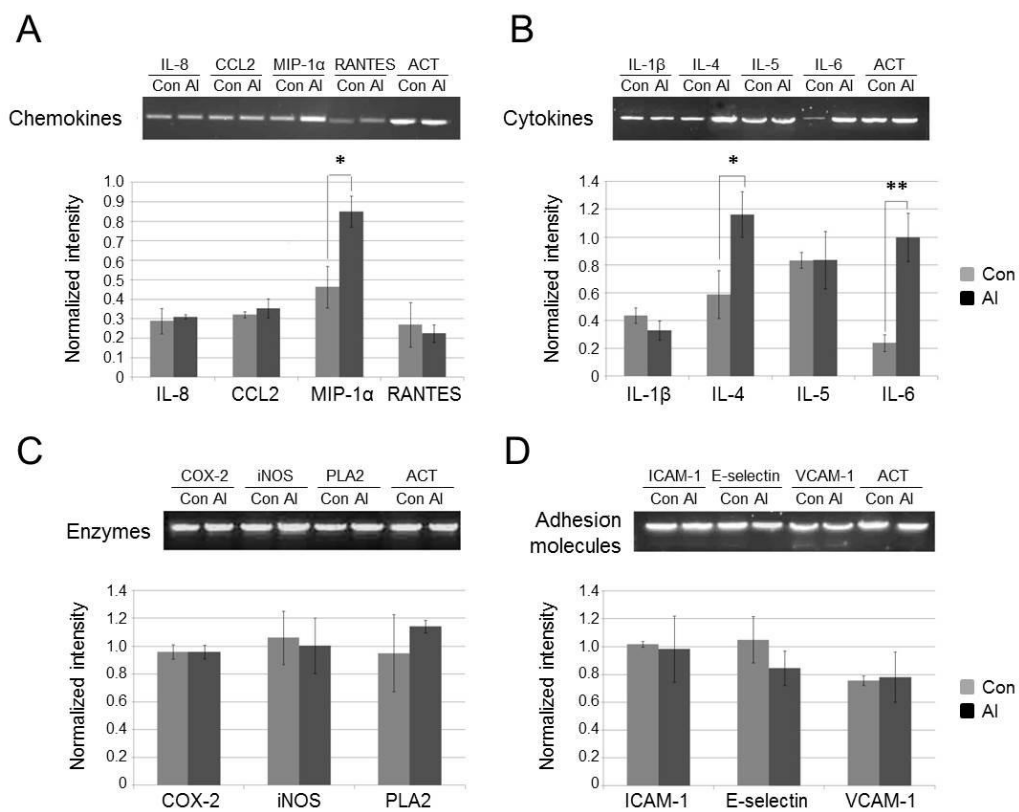 A
IL-8 CCL2 MIP-1α RANTES ACT
Con Al Con Al Con Al Con Al Con Al
Chemokines
*
1.0
0.9
0.8
0.7
0.6
0.5
0.4
0.3
0.2
0.1
0
Normalized intensity
IL-8 CCL2 MIP-1α RANTES
B
IL-1β IL-4 IL-5 IL-6 ACT
Con Al Con Al Con Al Con Al Con Al
Cytokines
* **
1.4
1.2
1.0
0.8
0.6
0.4
0.2
0
Normalized intensity
IL-1β IL-4 IL-5 IL-6
Con
Al
C
COX-2 iNOS PLA2 ACT
Con Al Con Al Con Al Con Al
Enzymes
1.4
1.2
1.0
0.8
0.6
0.4
0.2
0
Normalized intensity
COX-2 iNOS PLA2
D
ICAM-1 E-selectin VCAM-1 ACT
Con Al Con Al Con Al Con Al
Adhesion
molecules
1.4
1.2
1.0
0.8
0.6
0.4
0.2
0
Normalized intensity
ICAM-1 E-selectin VCAM-1
Con
Al